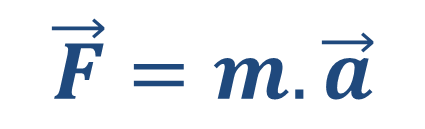 F⃗ = m. a⃗